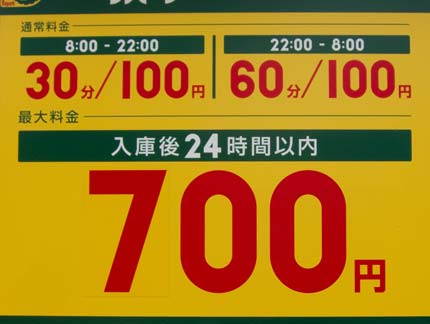 通常料金
8:00 - 22:00
30分/100円
22:00 - 8:00
60分/100円
最大料金
入庫後24時間以内
700円